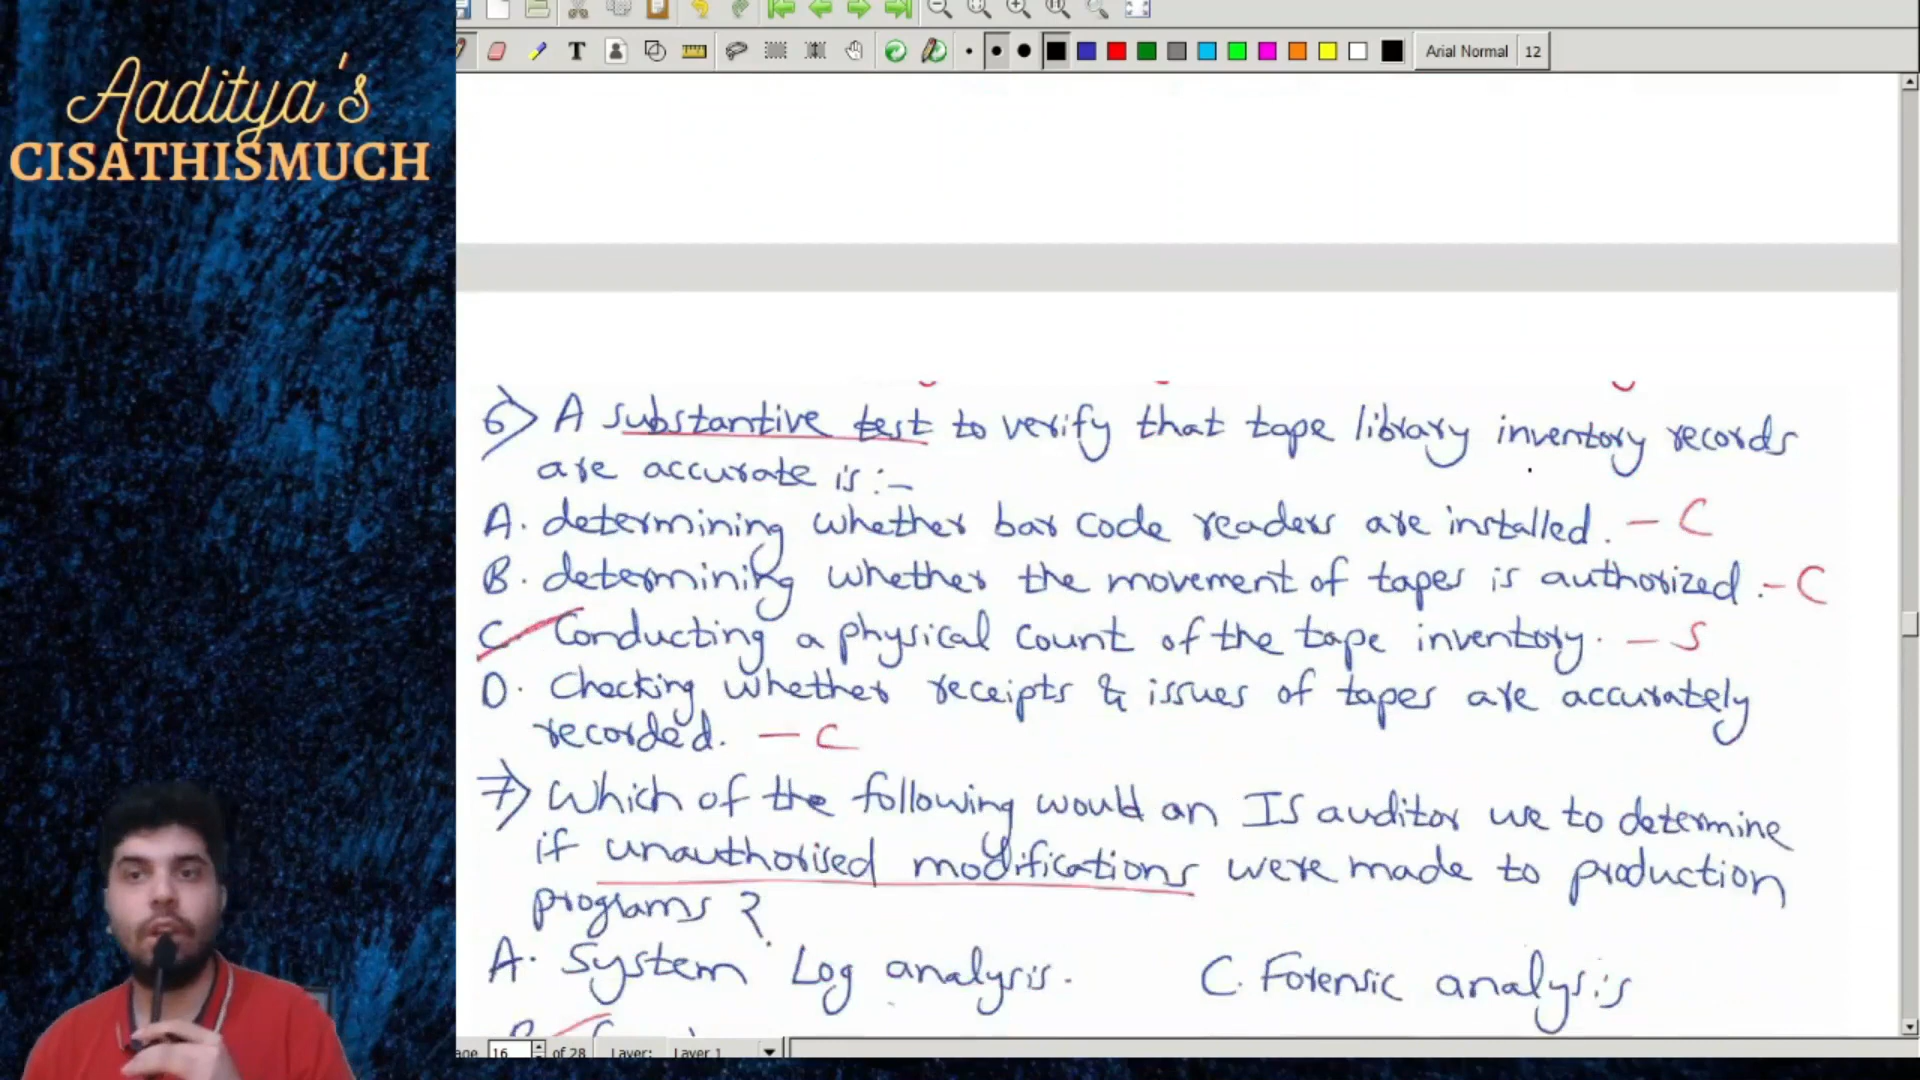 Aaditya's
CISATHISMUCH
Arial Normal 12
6> A substantive test to verify that tape library inventory records
are accurate is :-
A. determining whether bar code readers are installed. - C
B. determining whether the movement of tapes is authorized. - C
C Conducting a physical count of the tape inventory. - S
D. Checking whether receipts & issues of tapes are accurately
recorded. - C
7> Which of the following would an IS auditor use to determine
if unauthorised modifications were made to production
programs ?
A. System Log analysis.
C. Forensic analysis
16 of 28 Layer: Layer 1